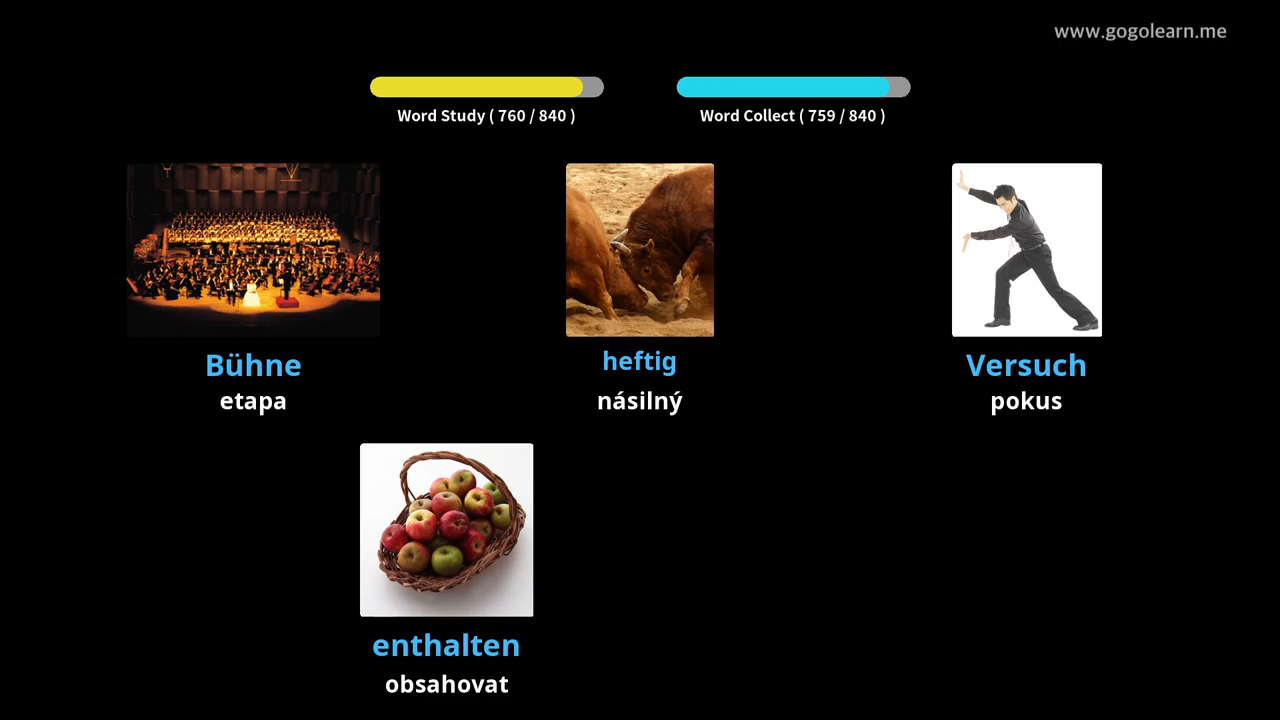 www.gogolearn.me
Word Study ( 760 / 840 )
Word Collect ( 759 / 840 )
Bühne
etapa
heftig
násilný
Versuch
pokus
enthalten
obsahovat